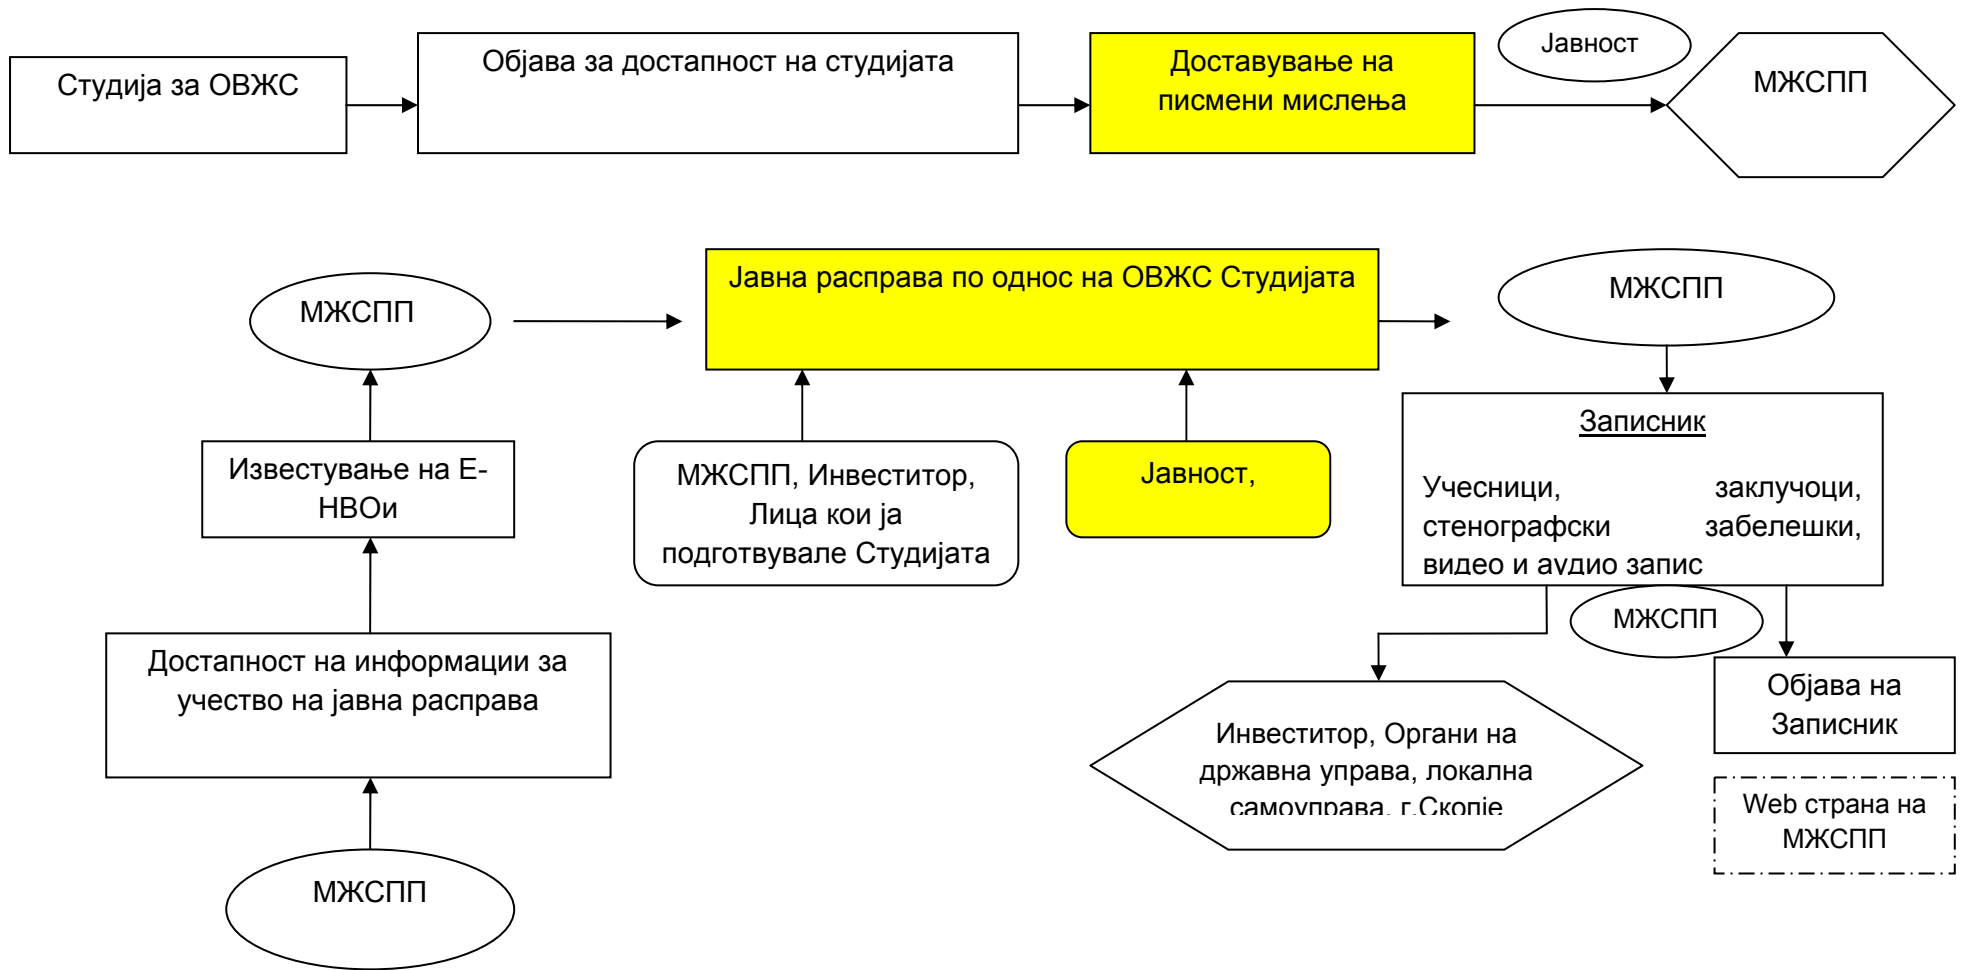 Студија за ОВЖС
Објава за достапност на студијата
Доставување на
писмени мислења
Јавност
МЖСПП
МЖСПП
Јавна расправа по однос на ОВЖС Студијата
МЖСПП
Известување на Е-
НВОи
МЖСПП, Инвеститор,
Лица кои ја
подготвувале Студијата
Јавност,
Записник
Учесници, заклучоци,
стенографски забелешки,
видео и аудио запис
МЖСПП
Достапност на информации за
учество на јавна расправа
Инвеститор, Органи на
државна управа, локална
самоуправа, г.Скопје
Објава на
Записник
Web страна на
МЖСПП
МЖСПП